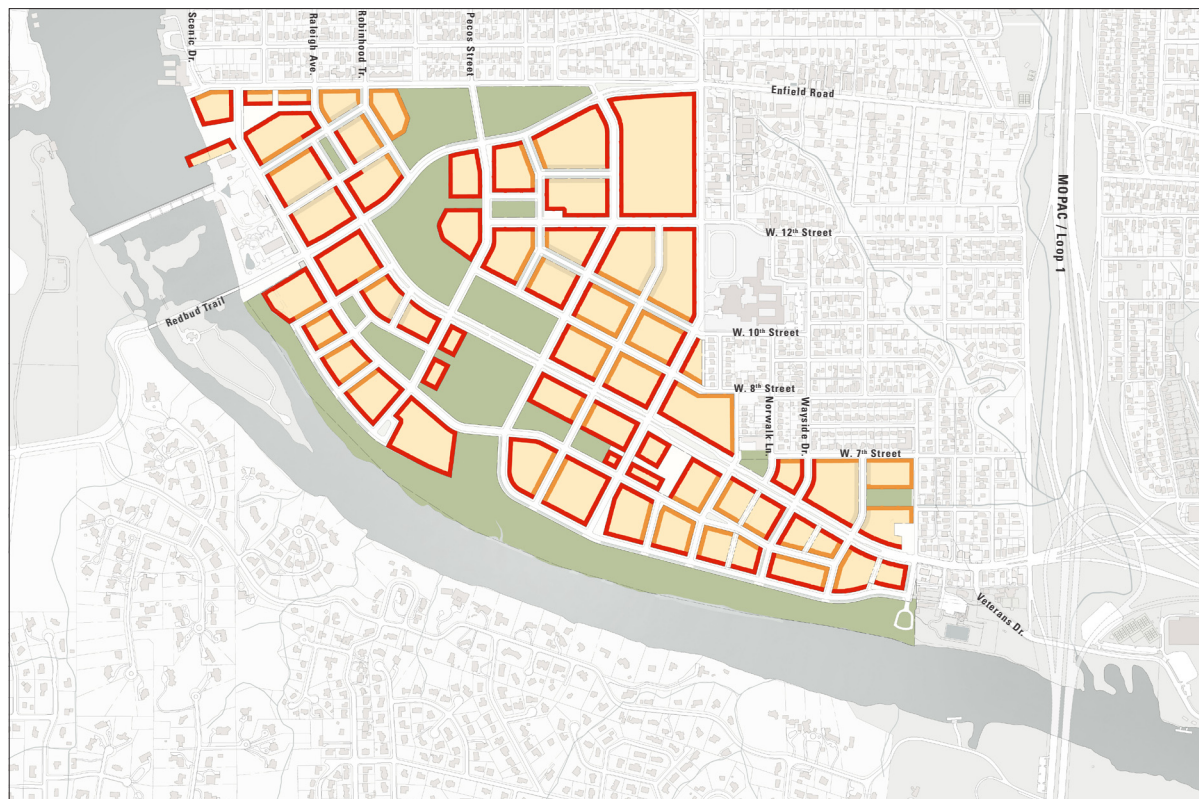 Scenic Dr.
Raleigh Ave.
Robinhood Tr.
Pecos Street
Enfield Road
MOPAC / Loop 1
W. 12th Street
Redbud Trail
W. 10th Street
W. 8th Street
Norwalk Ln.
Wayside Dr.
W. 7th Street
Veterans Dr.